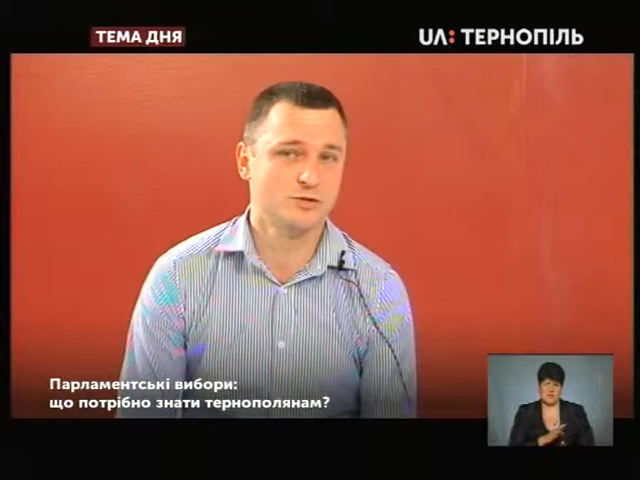 ТЕМА ДНЯ
UA: ТЕРНОПІЛЬ
Парламентські вибори:
що потрібно знати тернополянам?